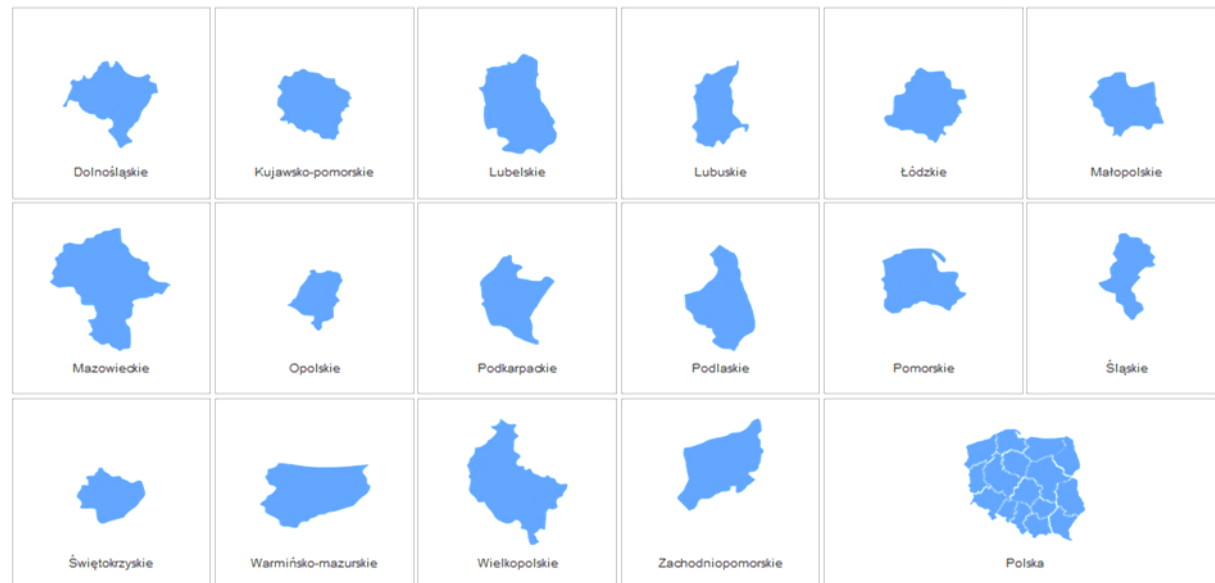 Dolnośląskie
Kujawsko-pomorskie
Lubelskie
Lubuskie
Łódzkie
Małopolskie
Mazowieckie
Opolskie
Podkarpackie
Podlaskie
Pomorskie
Śląskie
Świętokrzyskie
Warmińsko-mazurskie
Wielkopolskie
Zachodniopomorskie
Polska